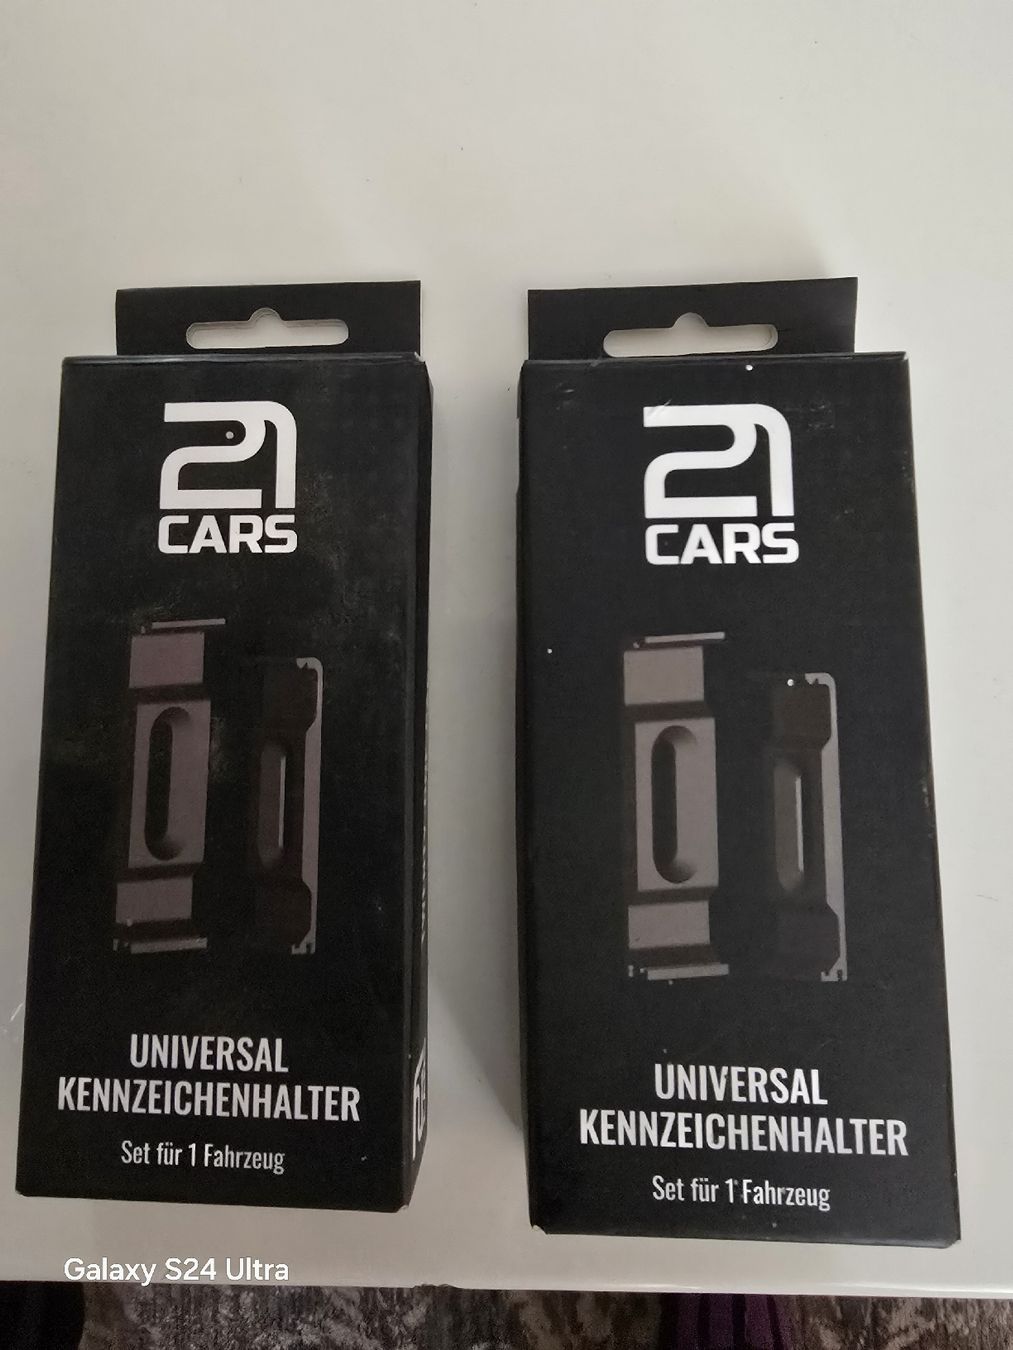 21
CARS
UNIVERSAL
KENNZEICHENHALTER
Set für 1 Fahrzeug
21
CARS
UNIVERSAL
KENNZEICHENHALTER
Set für 1 Fahrzeug
Galaxy S24 Ultra